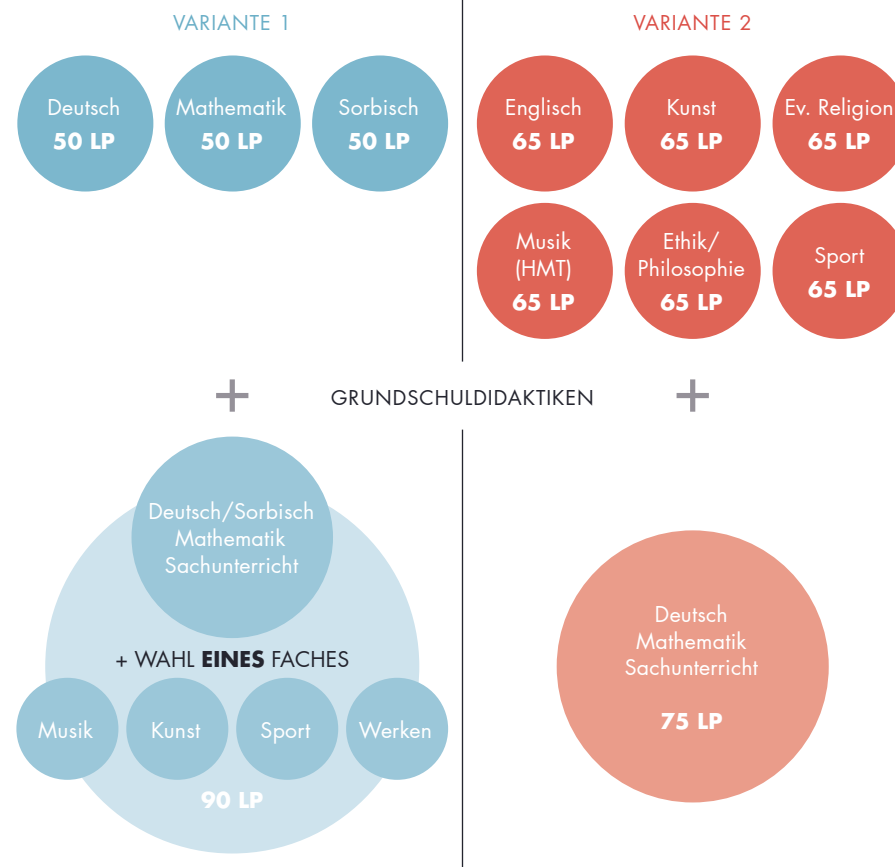 VARIANTE 1
Deutsch
50 LP
Mathematik
50 LP
Sorbisch
50 LP
VARIANTE 2
Englisch
65 LP
Kunst
65 LP
Ev. Religion
65 LP
Musik
(HMT)
65 LP
Ethik/
Philosophie
65 LP
Sport
65 LP
+
GRUNDSCHULDIDAKTIKEN
+
Deutsch/Sorbisch
Mathematik
Sachunterricht
+ WAHL EINES FACHES
Musik
Kunst
Sport
Werken
90 LP
Deutsch
Mathematik
Sachunterricht
75 LP